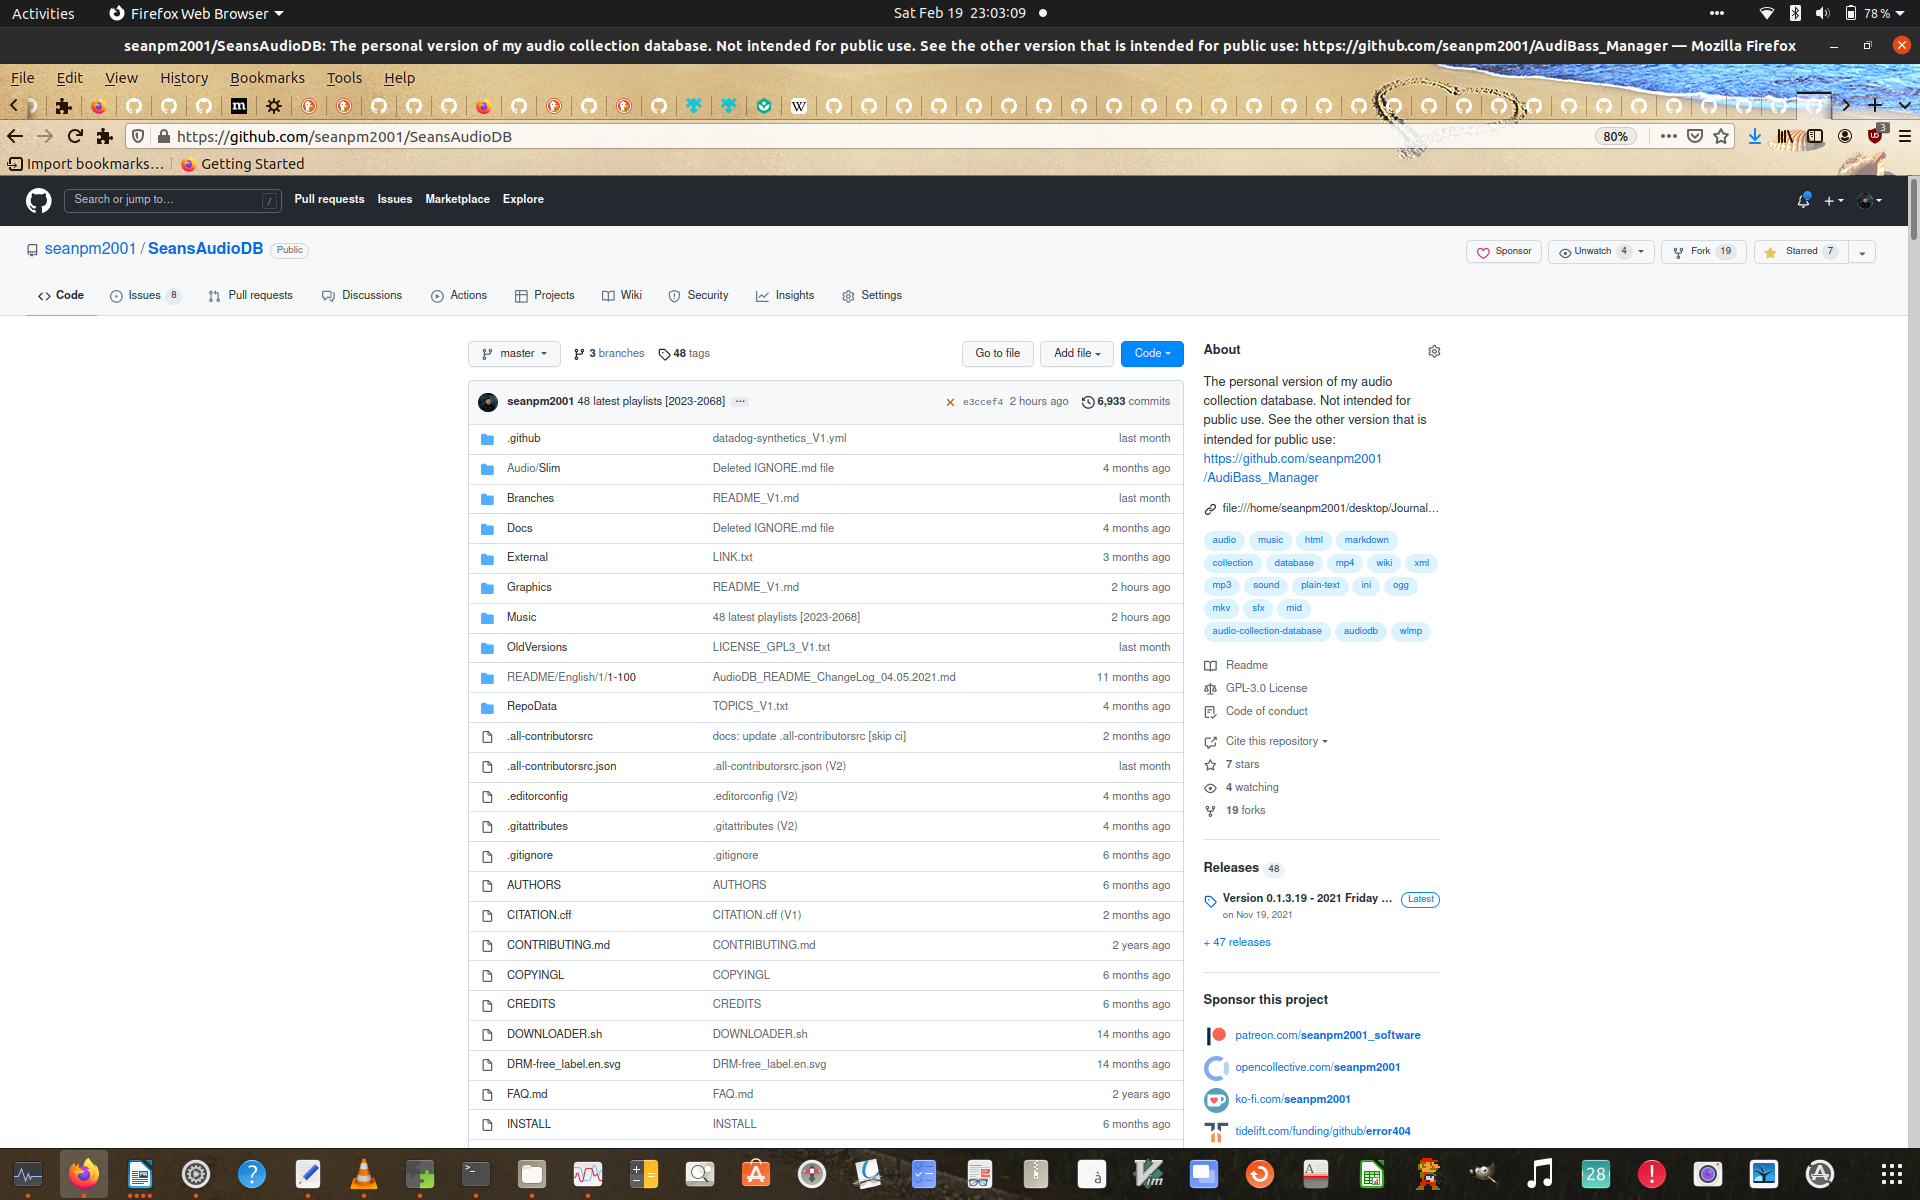 Activities
Firefox Web Browser
Sat Feb 19 23:03:09
78 %
seanpm2001/SeansAudioDB: The personal version of my audio collection database. Not intended for public use. See the other version that is intended for public use: https://github.com/seanpm2001/AudiBass_Manager — Mozilla Firefox
File Edit View History Bookmarks Tools Help
https://github.com/seanpm2001/SeansAudioDB
80%
3
Import bookmarks…
Getting Started
Search or jump to…
/
Pull requests Issues Marketplace Explore
seanpm2001 / SeansAudioDB Public
Sponsor
Unwatch 4
Fork 19
Starred 7
Code
Issues 8
Pull requests
Discussions
Actions
Projects
Wiki
Security
Insights
Settings
master
3 branches
48 tags
Go to file
Add file
Code
seanpm2001 48 latest playlists [2023-2068] ...
e3ccef4 2 hours ago
6,933 commits
.github datadog-synthetics_V1.yml last month
Audio/Slim Deleted IGNORE.md file 4 months ago
Branches README_V1.md last month
Docs Deleted IGNORE.md file 4 months ago
External LINK.txt 3 months ago
Graphics README_V1.md 2 hours ago
Music 48 latest playlists [2023-2068] 2 hours ago
OldVersions LICENSE_GPL3_V1.txt last month
README/English/1/1-100 AudioDB_README_ChangeLog_04.05.2021.md 11 months ago
RepoData TOPICS_V1.txt 4 months ago
.all-contributorsrc docs: update .all-contributorsrc [skip ci] 2 months ago
.all-contributorsrc.json .all-contributorsrc.json (V2) last month
.editorconfig .editorconfig (V2) 4 months ago
.gitattributes .gitattributes (V2) 4 months ago
.gitignore .gitignore 6 months ago
AUTHORS AUTHORS 6 months ago
CITATION.cff CITATION.cff (V1) 2 months ago
CONTRIBUTING.md CONTRIBUTING.md 2 years ago
COPYINGL COPYINGL 6 months ago
CREDITS CREDITS 6 months ago
DOWNLOADER.sh DOWNLOADER.sh 14 months ago
DRM-free_label.en.svg DRM-free_label.en.svg 14 months ago
FAQ.md FAQ.md 2 years ago
INSTALL INSTALL 6 months ago
About
The personal version of my audio
collection database. Not intended for
public use. See the other version that is
intended for public use:
https://github.com/seanpm2001
/AudiBass_Manager
file:///home/seanpm2001/desktop/Journal...
audio music html markdown
collection database mp4 wiki xml
mp3 sound plain-text ini ogg
mkv sfx mid
audio-collection-database audiodb wlmp
Readme
GPL-3.0 License
Code of conduct
Cite this repository
7 stars
4 watching
19 forks
Releases 48
Version 0.1.3.19 - 2021 Friday ... Latest
on Nov 19, 2021
+ 47 releases
Sponsor this project
patreon.com/seanpm2001_software
opencollective.com/seanpm2001
ko-fi.com/seanpm2001
tidelift.com/funding/github/error404
28